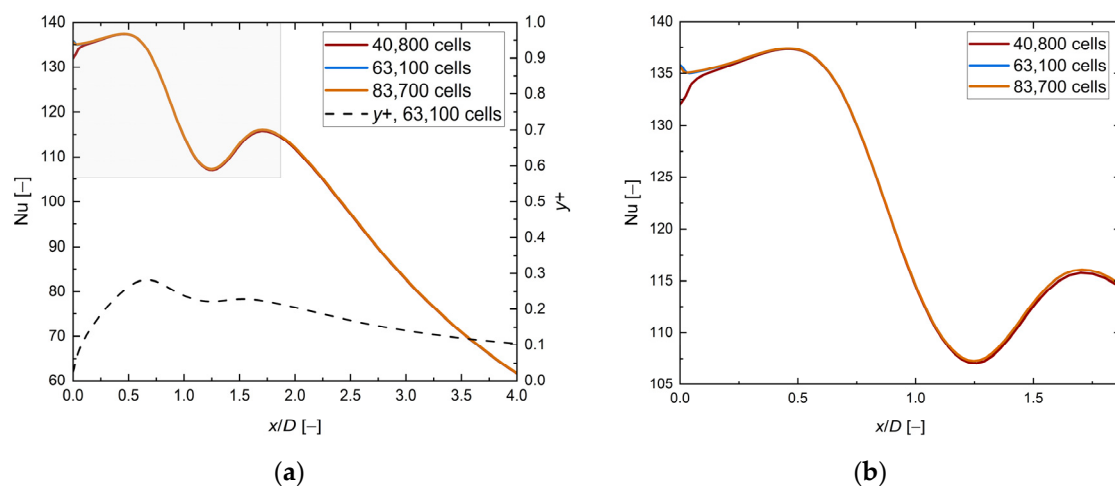 140
135
130
125
120
115
110
105
100
90
80
70
60
Nu [–]
0.0 0.5 1.0 1.5 2.0 2.5 3.0 3.5 4.0
x/D [–]
1.0
0.9
0.8
0.7
0.6
0.5
0.4
0.3
0.2
0.1
0.0
y+
40,800 cells
63,100 cells
83,700 cells
y+, 63,100 cells
(a)
140
135
130
125
120
115
110
105
Nu [–]
0.0 0.5 1.0 1.5
x/D [–]
40,800 cells
63,100 cells
83,700 cells
(b)